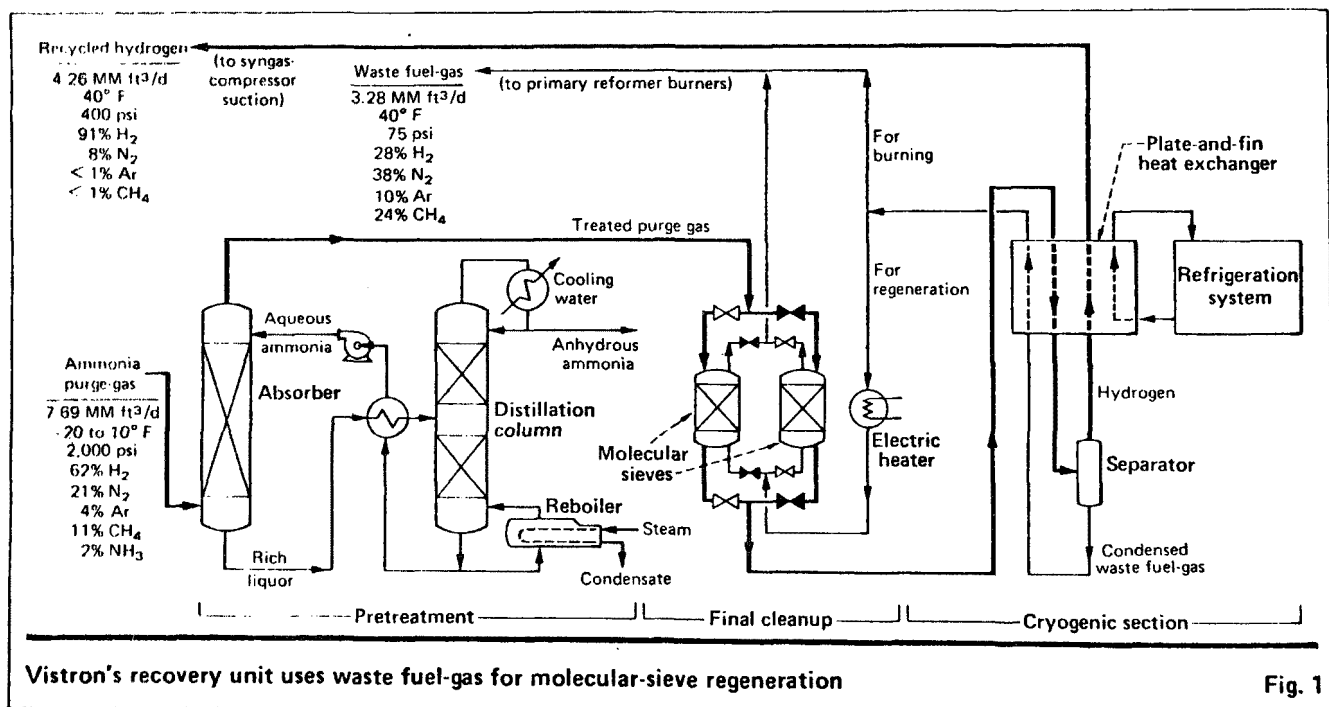 Recycled hydrogen
4.26 MM ft³/d
40° F
400 psi
91% H₂
8% N₂
< 1% Ar
< 1% CH₄
(to syngas-
compressor
suction)
Waste fuel-gas
3.28 MM ft³/d
40° F
75 psi
28% H₂
38% N₂
10% Ar
24% CH₄
(to primary reformer burners)
For
burning
Plate-and-fin
heat exchanger
Treated purge gas
Cooling
water
For
regeneration
Refrigeration
system
Aqueous
ammonia
Anhydrous
ammonia
Ammonia
purge-gas
7.69 MM ft³/d
-20 to 10° F
2,000 psi
62% H₂
21% N₂
4% Ar
11% CH₄
2% NH₃
Absorber
Distillation
column
Molecular
sieves
Electric
heater
Hydrogen
Separator
Reboiler
Steam
Rich
liquor
Condensate
Condensed
waste fuel-gas
Pretreatment
Final cleanup
Cryogenic section
Vistron's recovery unit uses waste fuel-gas for molecular-sieve regeneration
Fig. 1